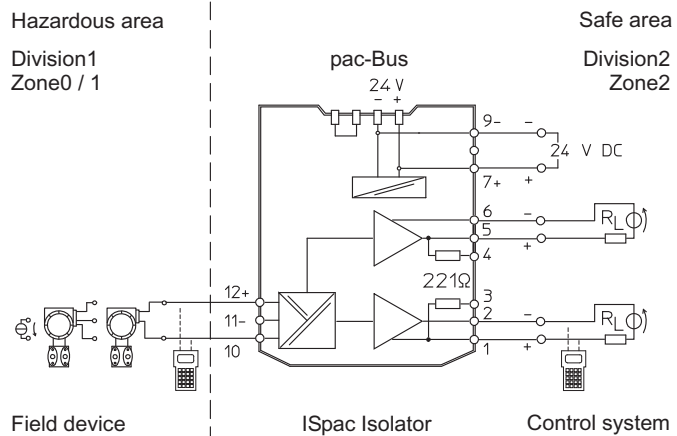 Hazardous area
Safe area
Division1
Zone0 / 1
pac-Bus
Division2
Zone2
24 V
- +
9-
-
24 V DC
7+
+
6
-
RL
5
+
4
221Ω
3
12+
11-
10
2
-
RL
1
+
Field device
ISpac Isolator
Control system